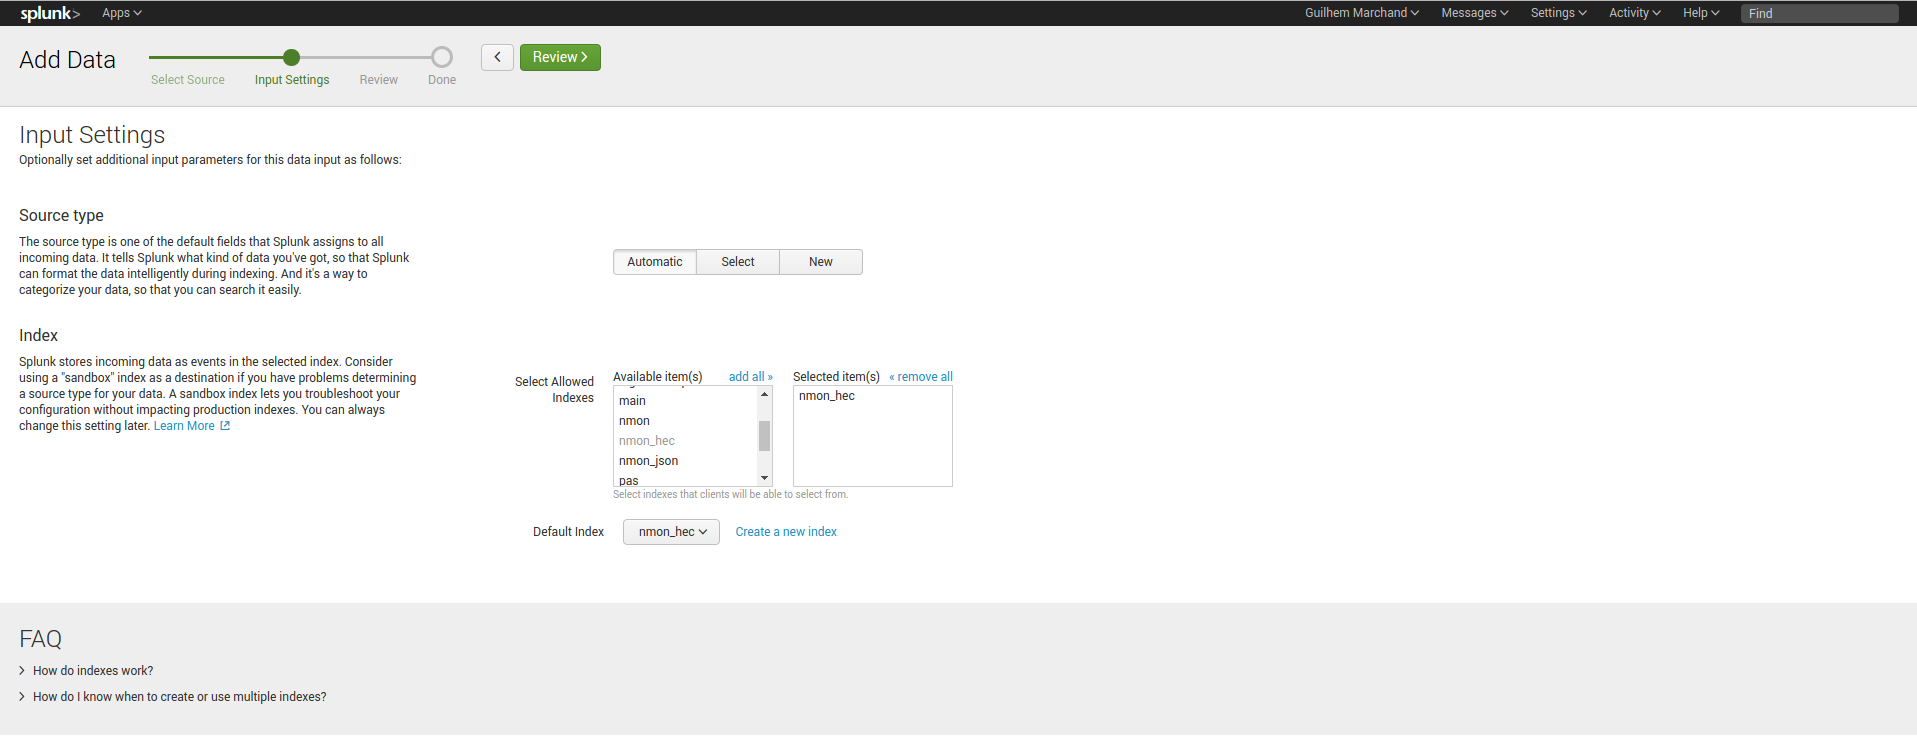 splunk> Apps Guilhem Marchand Messages Settings Activity Help Find
Add Data
Select Source Input Settings Review Done
Review
Input Settings
Optionally set additional input parameters for this data input as follows:
Source type
The source type is one of the default fields that Splunk assigns to all
incoming data. It tells Splunk what kind of data you've got, so that Splunk
can format the data intelligently during indexing. And it's a way to
categorize your data, so that you can search it easily.
Automatic Select New
Index
Splunk stores incoming data as events in the selected index. Consider
using a "sandbox" index as a destination if you have problems determining
a source type for your data. A sandbox index lets you troubleshoot your
configuration without impacting production indexes. You can always
change this setting later. Learn More
Select Allowed
Indexes
Available item(s) add all »
main
nmon
nmon_hec
nmon_json
pas
Selected item(s) « remove all
nmon_hec
Select indexes that clients will be able to select from.
Default Index nmon_hec Create a new index
FAQ
How do indexes work?
How do I know when to create or use multiple indexes?